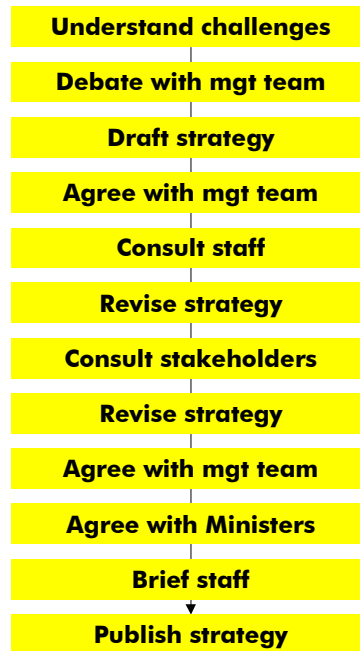 Understand challenges
Debate with mgt team
Draft strategy
Agree with mgt team
Consult staff
Revise strategy
Consult stakeholders
Revise strategy
Agree with mgt team
Agree with Ministers
Brief staff
Publish strategy